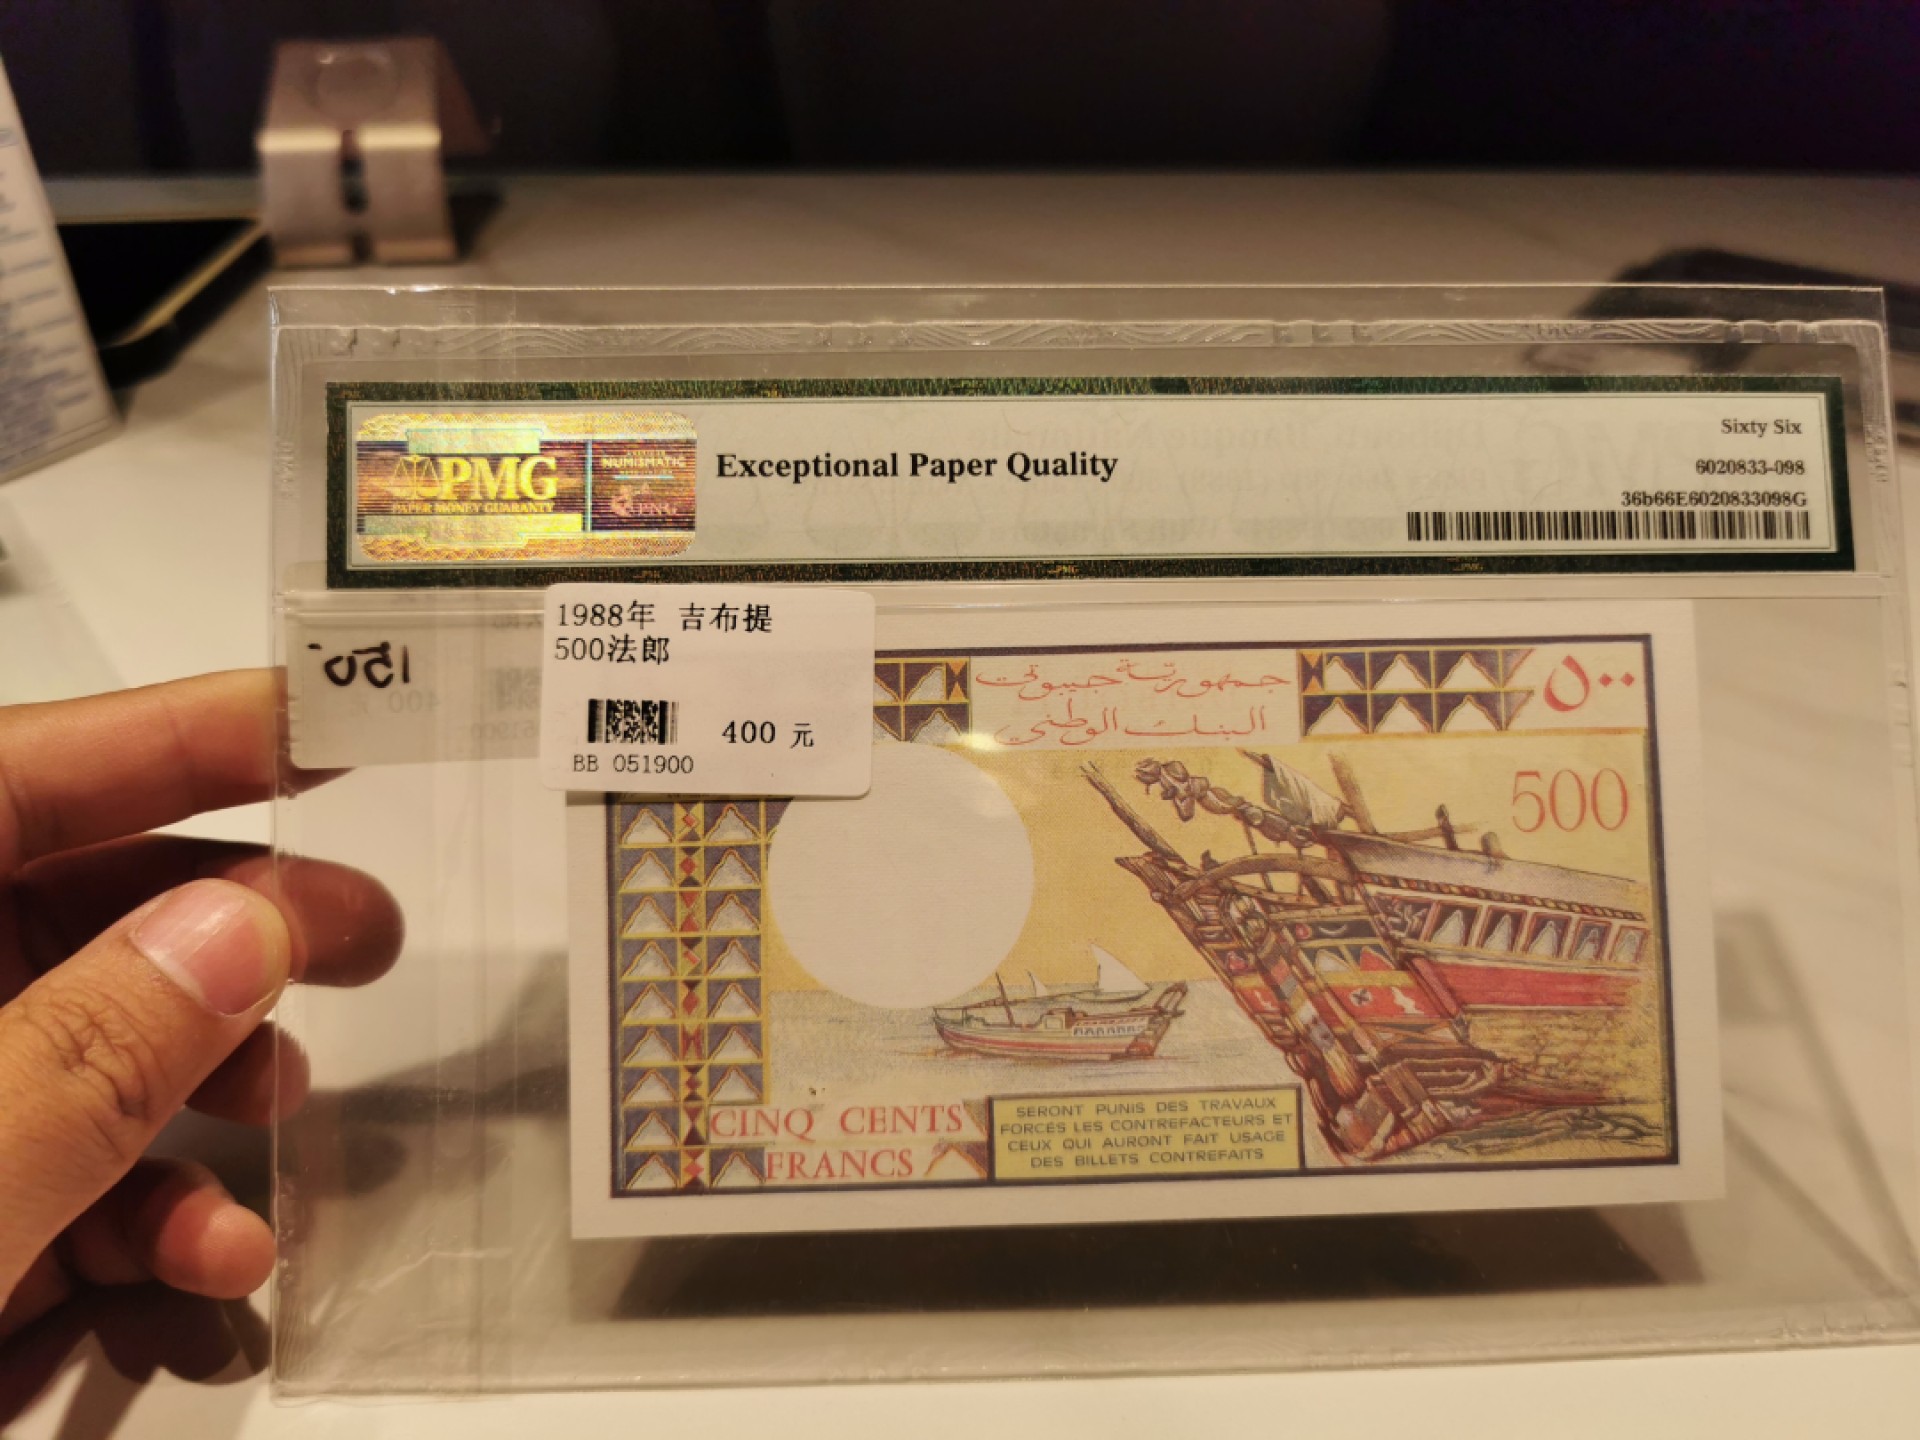 PMG
PAPER MONEY GUARANTY
NUMISMATIC
PNG
Exceptional Paper Quality
Sixty Six
6020833-098
36b66E6020833098G
1988年 吉布提
500法郎
400 元
BB 051900
150
جمهورية جيبوتي
البنك الوطني
٥٠٠
500
CINQ CENTS
FRANCS
SERONT PUNIS DES TRAVAUX
FORCÉS LES CONTREFACTEURS ET
CEUX QUI AURONT FAIT USAGE
DES BILLETS CONTREFAITS